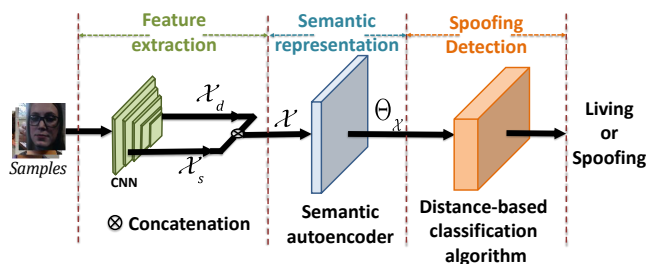 Feature
extraction
Semantic
representation
Spoofing
Detection
𝒳d
𝒳
Θ𝒳
𝒳s
Samples
CNN
Living
or
Spoofing
⊗ Concatenation
Semantic
autoencoder
Distance-based
classification
algorithm